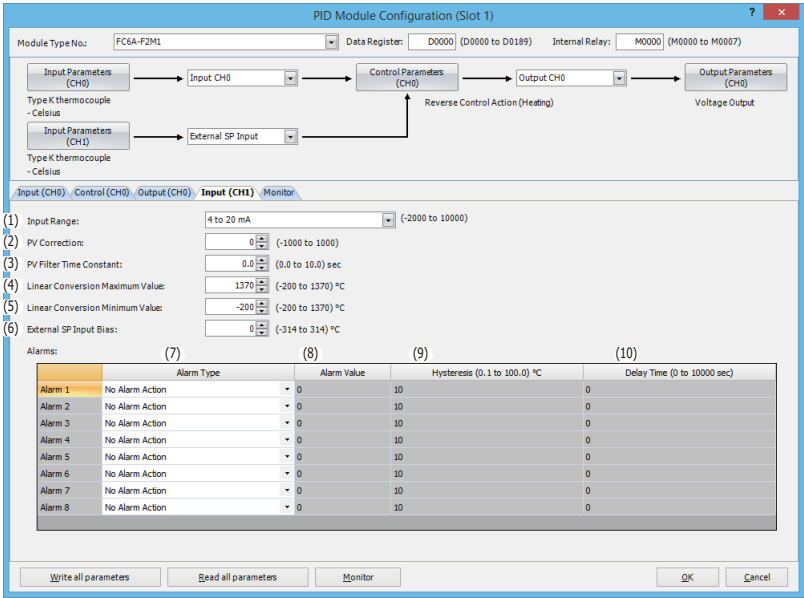 PID Module Configuration (Slot 1)
? ×
Module Type No.: FC6A-F2M1 Data Register: D0000 (D0000 to D0189) Internal Relay: M0000 (M0000 to M0007)
Input Parameters (CH0)
Input CH0
Control Parameters (CH0)
Output CH0
Output Parameters (CH0)
Type K thermocouple
- Celsius
Reverse Control Action (Heating)
Voltage Output
Input Parameters (CH1)
External SP Input
Type K thermocouple
- Celsius
Input (CH0) Control (CH0) Output (CH0) Input (CH1) Monitor
(1) Input Range: 4 to 20 mA (-2000 to 10000)
(2) PV Correction: 0 (-1000 to 1000)
(3) PV Filter Time Constant: 0.0 (0.0 to 10.0) sec
(4) Linear Conversion Maximum Value: 1370 (-200 to 1370) °C
(5) Linear Conversion Minimum Value: -200 (-200 to 1370) °C
(6) External SP Input Bias: 0 (-314 to 314) °C
Alarms: (7) (8) (9) (10)
Alarm Type Alarm Value Hysteresis (0.1 to 100.0) °C Delay Time (0 to 10000 sec)
Alarm 1 No Alarm Action 0 10 0
Alarm 2 No Alarm Action 0 10 0
Alarm 3 No Alarm Action 0 10 0
Alarm 4 No Alarm Action 0 10 0
Alarm 5 No Alarm Action 0 10 0
Alarm 6 No Alarm Action 0 10 0
Alarm 7 No Alarm Action 0 10 0
Alarm 8 No Alarm Action 0 10 0
Write all parameters Read all parameters Monitor OK Cancel